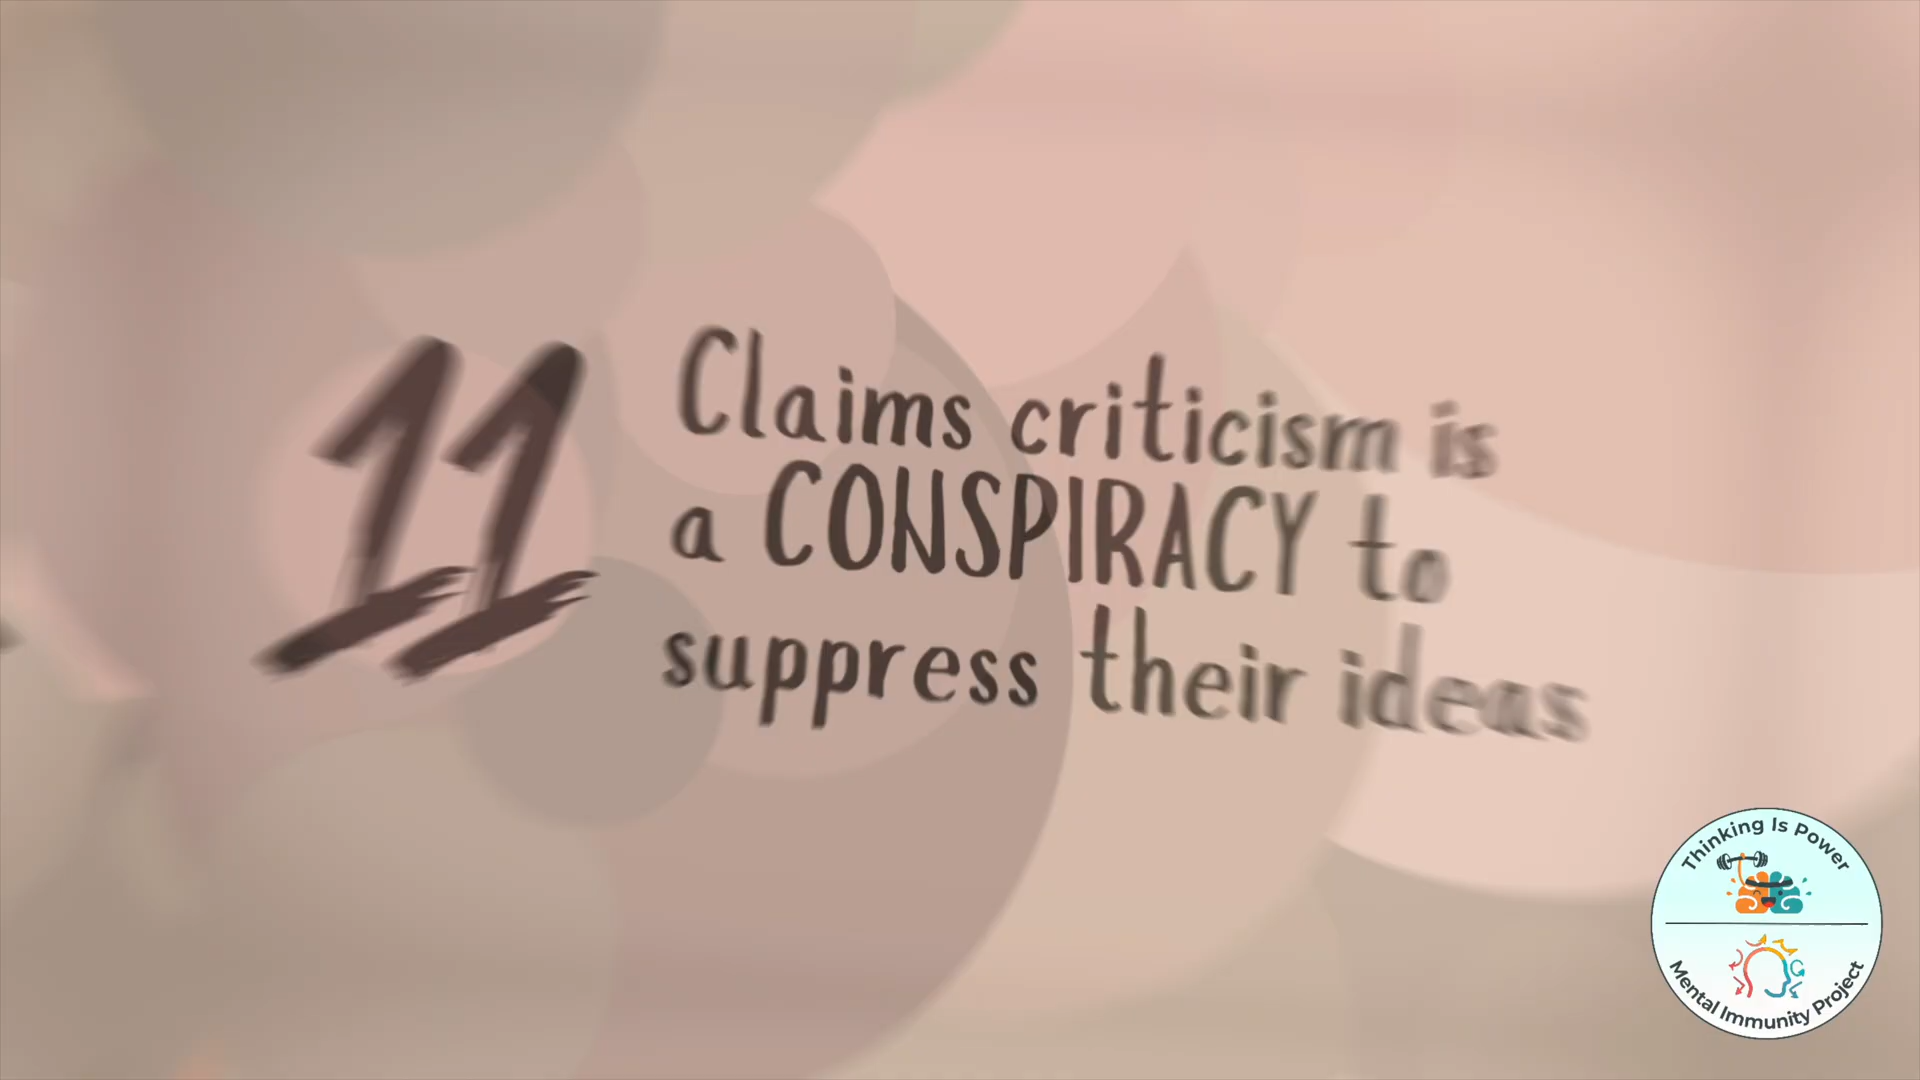 11
Claims criticism is
a CONSPIRACY to
suppress their ideas
Thinking Is Power
Mental Immunity Project